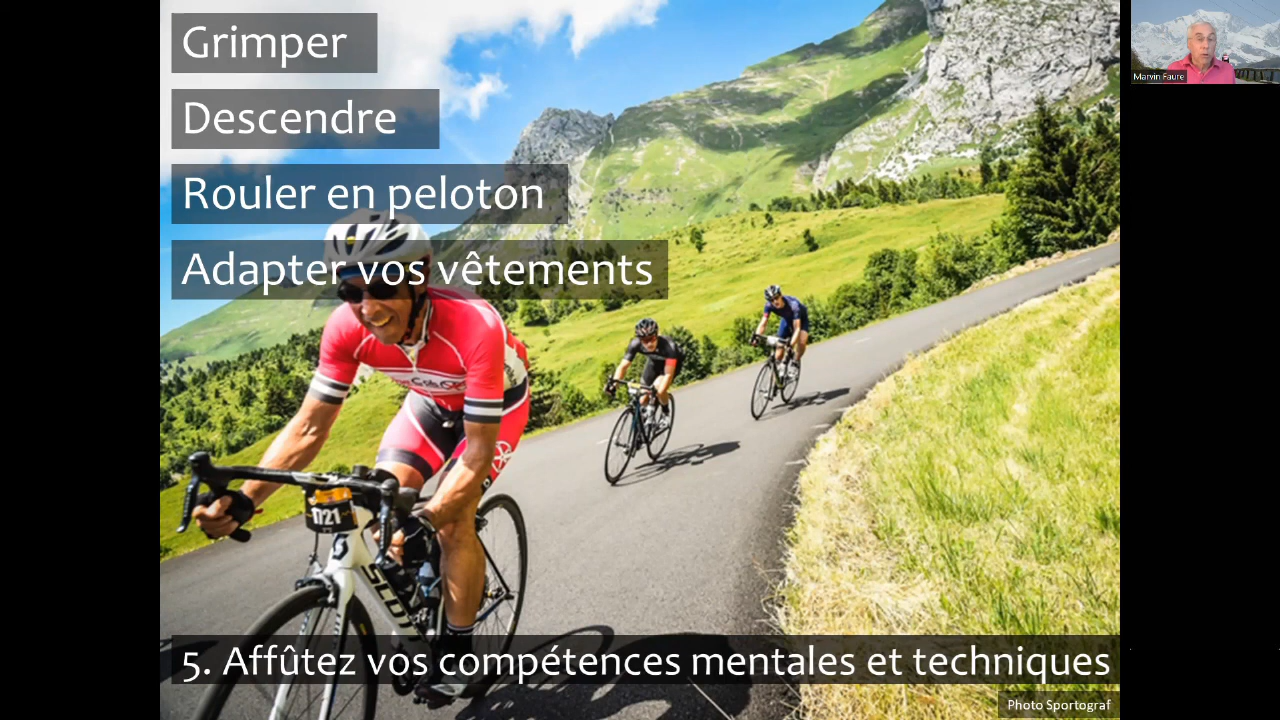 Grimper
Descendre
Rouler en peloton
Adapter vos vêtements
Marvin Faure
1721
SCOTT
5. Affûtez vos compétences mentales et techniques
Photo Sportograf